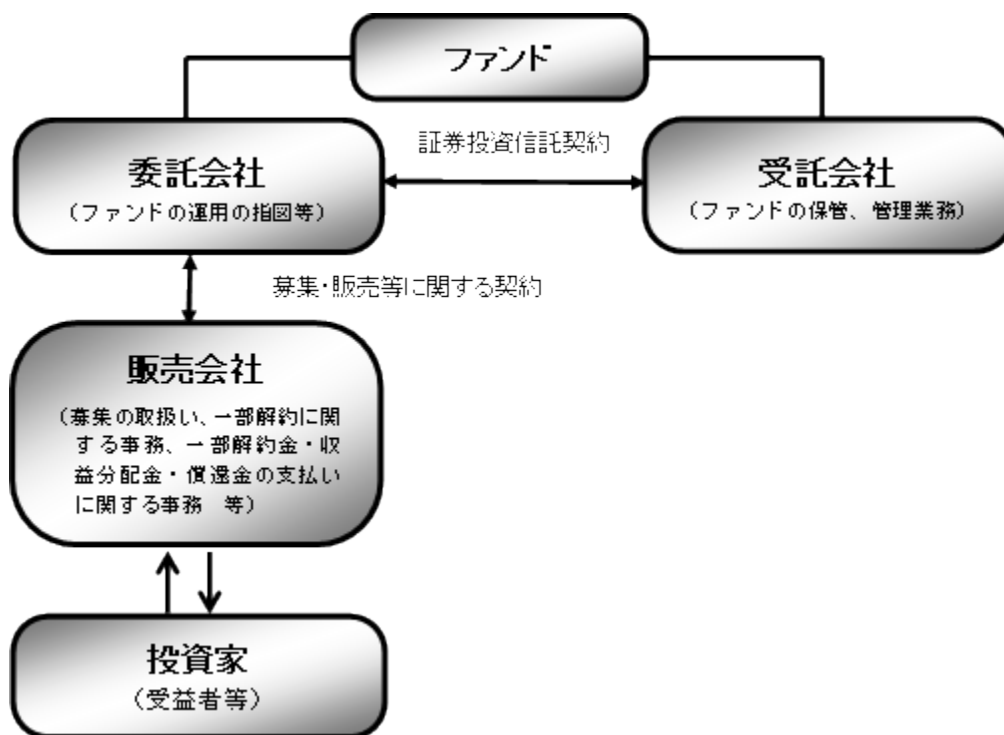 ファンド
証券投資信託契約
委託会社
(ファンドの運用の指図等)
受託会社
(ファンドの保管、管理業務)
募集・販売等に関する契約
販売会社
(募集の取扱い、一部解約に関
する事務、一部解約金・収
益分配金・償還金の支払い
に関する事務　等)
投資家
(受益者等)